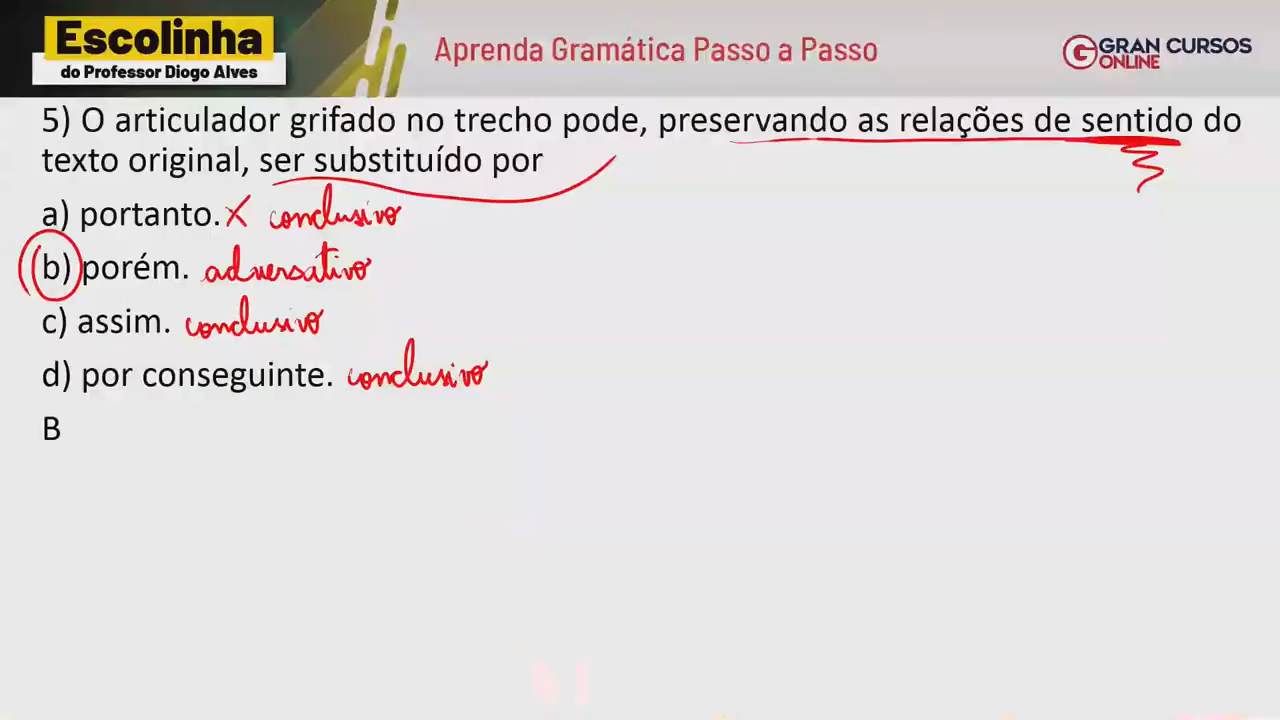 Escolinha
do Professor Diogo Alves
Aprenda Gramática Passo a Passo
GRAN CURSOS
ONLINE
5) O articulador grifado no trecho pode, preservando as relações de sentido do
texto original, ser substituído por
a) portanto. X conclusivo
b) porém. adversativo
c) assim. conclusivo
d) por conseguinte. conclusivo
B